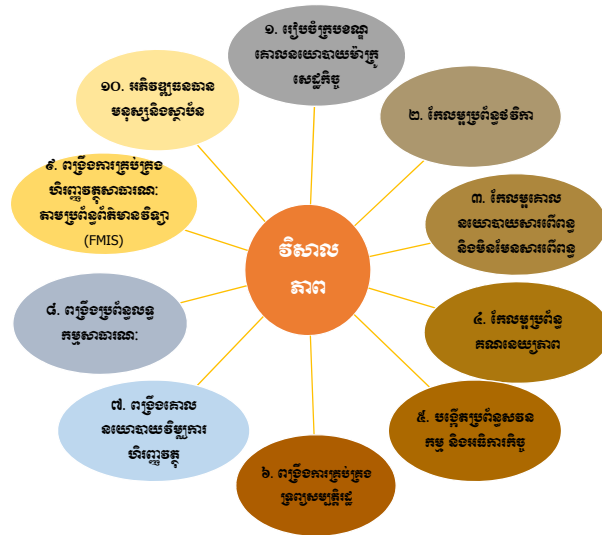 ១. រៀបចំក្របខណ្ឌ
គោលនយោបាយម៉ាក្រូ
សេដ្ឋកិច្ច
២. កែលម្អប្រព័ន្ធថវិកា
៣. កែលម្អគោល
នយោបាយសារពើពន្ធ
និងមិនមែនសារពើពន្ធ
៤. កែលម្អប្រព័ន្ធ
គណនេយ្យភាព
៥. បង្កើតប្រព័ន្ធសវន
កម្ម និងអធិការកិច្ច
៦. ពង្រឹងការគ្រប់គ្រង
ទ្រព្យសម្បត្តិរដ្ឋ
៧. ពង្រឹងគោល
នយោបាយវិមជ្ឈការ
ហិរញ្ញវត្ថុ
៨. ពង្រឹងប្រព័ន្ធលទ្ធ
កម្មសាធារណៈ
៩. ពង្រឹងការគ្រប់គ្រង
ហិរញ្ញវត្ថុសាធារណៈ
តាមប្រព័ន្ធព័ត៌មានវិទ្យា
(FMIS)
១០. អភិវឌ្ឍធនធាន
មនុស្សនិងស្ថាប័ន
វិសាល
ភាព